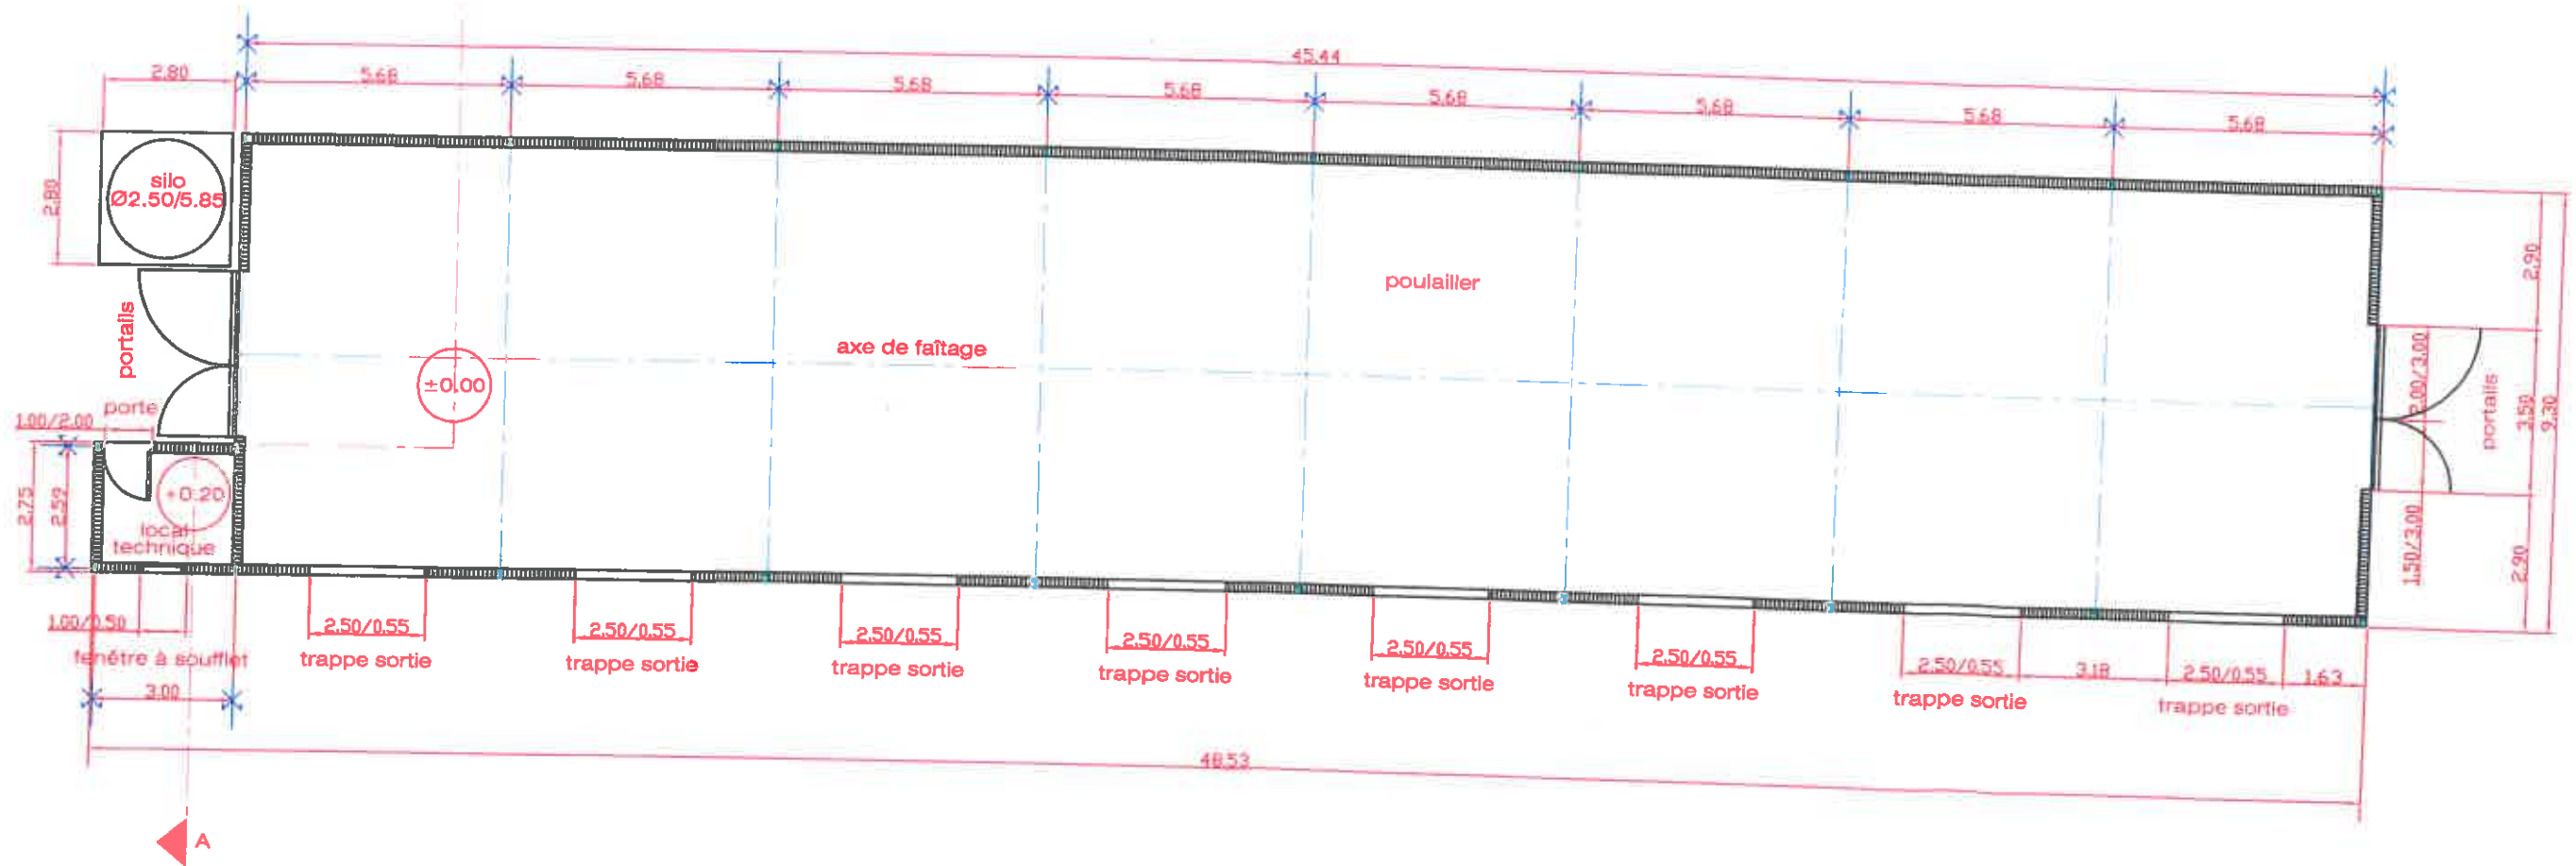 45.44
2.80
5.68
5.68
5.68
5.68
5.68
5.68
5.68
5.68
2.80
silo
Ø2.50/5.85
portails
poulailler
axe de faîtage
±0.00
2.90
2.00/3.00
3.50
9.30
portails
1.50/3.00
2.90
porte
1.00/2.00
2.75
2.59
+0.20
local
technique
1.00/0.50
fenêtre à soufflet
3.00
2.50/0.55
trappe sortie
2.50/0.55
trappe sortie
2.50/0.55
trappe sortie
2.50/0.55
trappe sortie
2.50/0.55
trappe sortie
2.50/0.55
trappe sortie
2.50/0.55
trappe sortie
3.18
2.50/0.55
trappe sortie
1.63
48.53
A